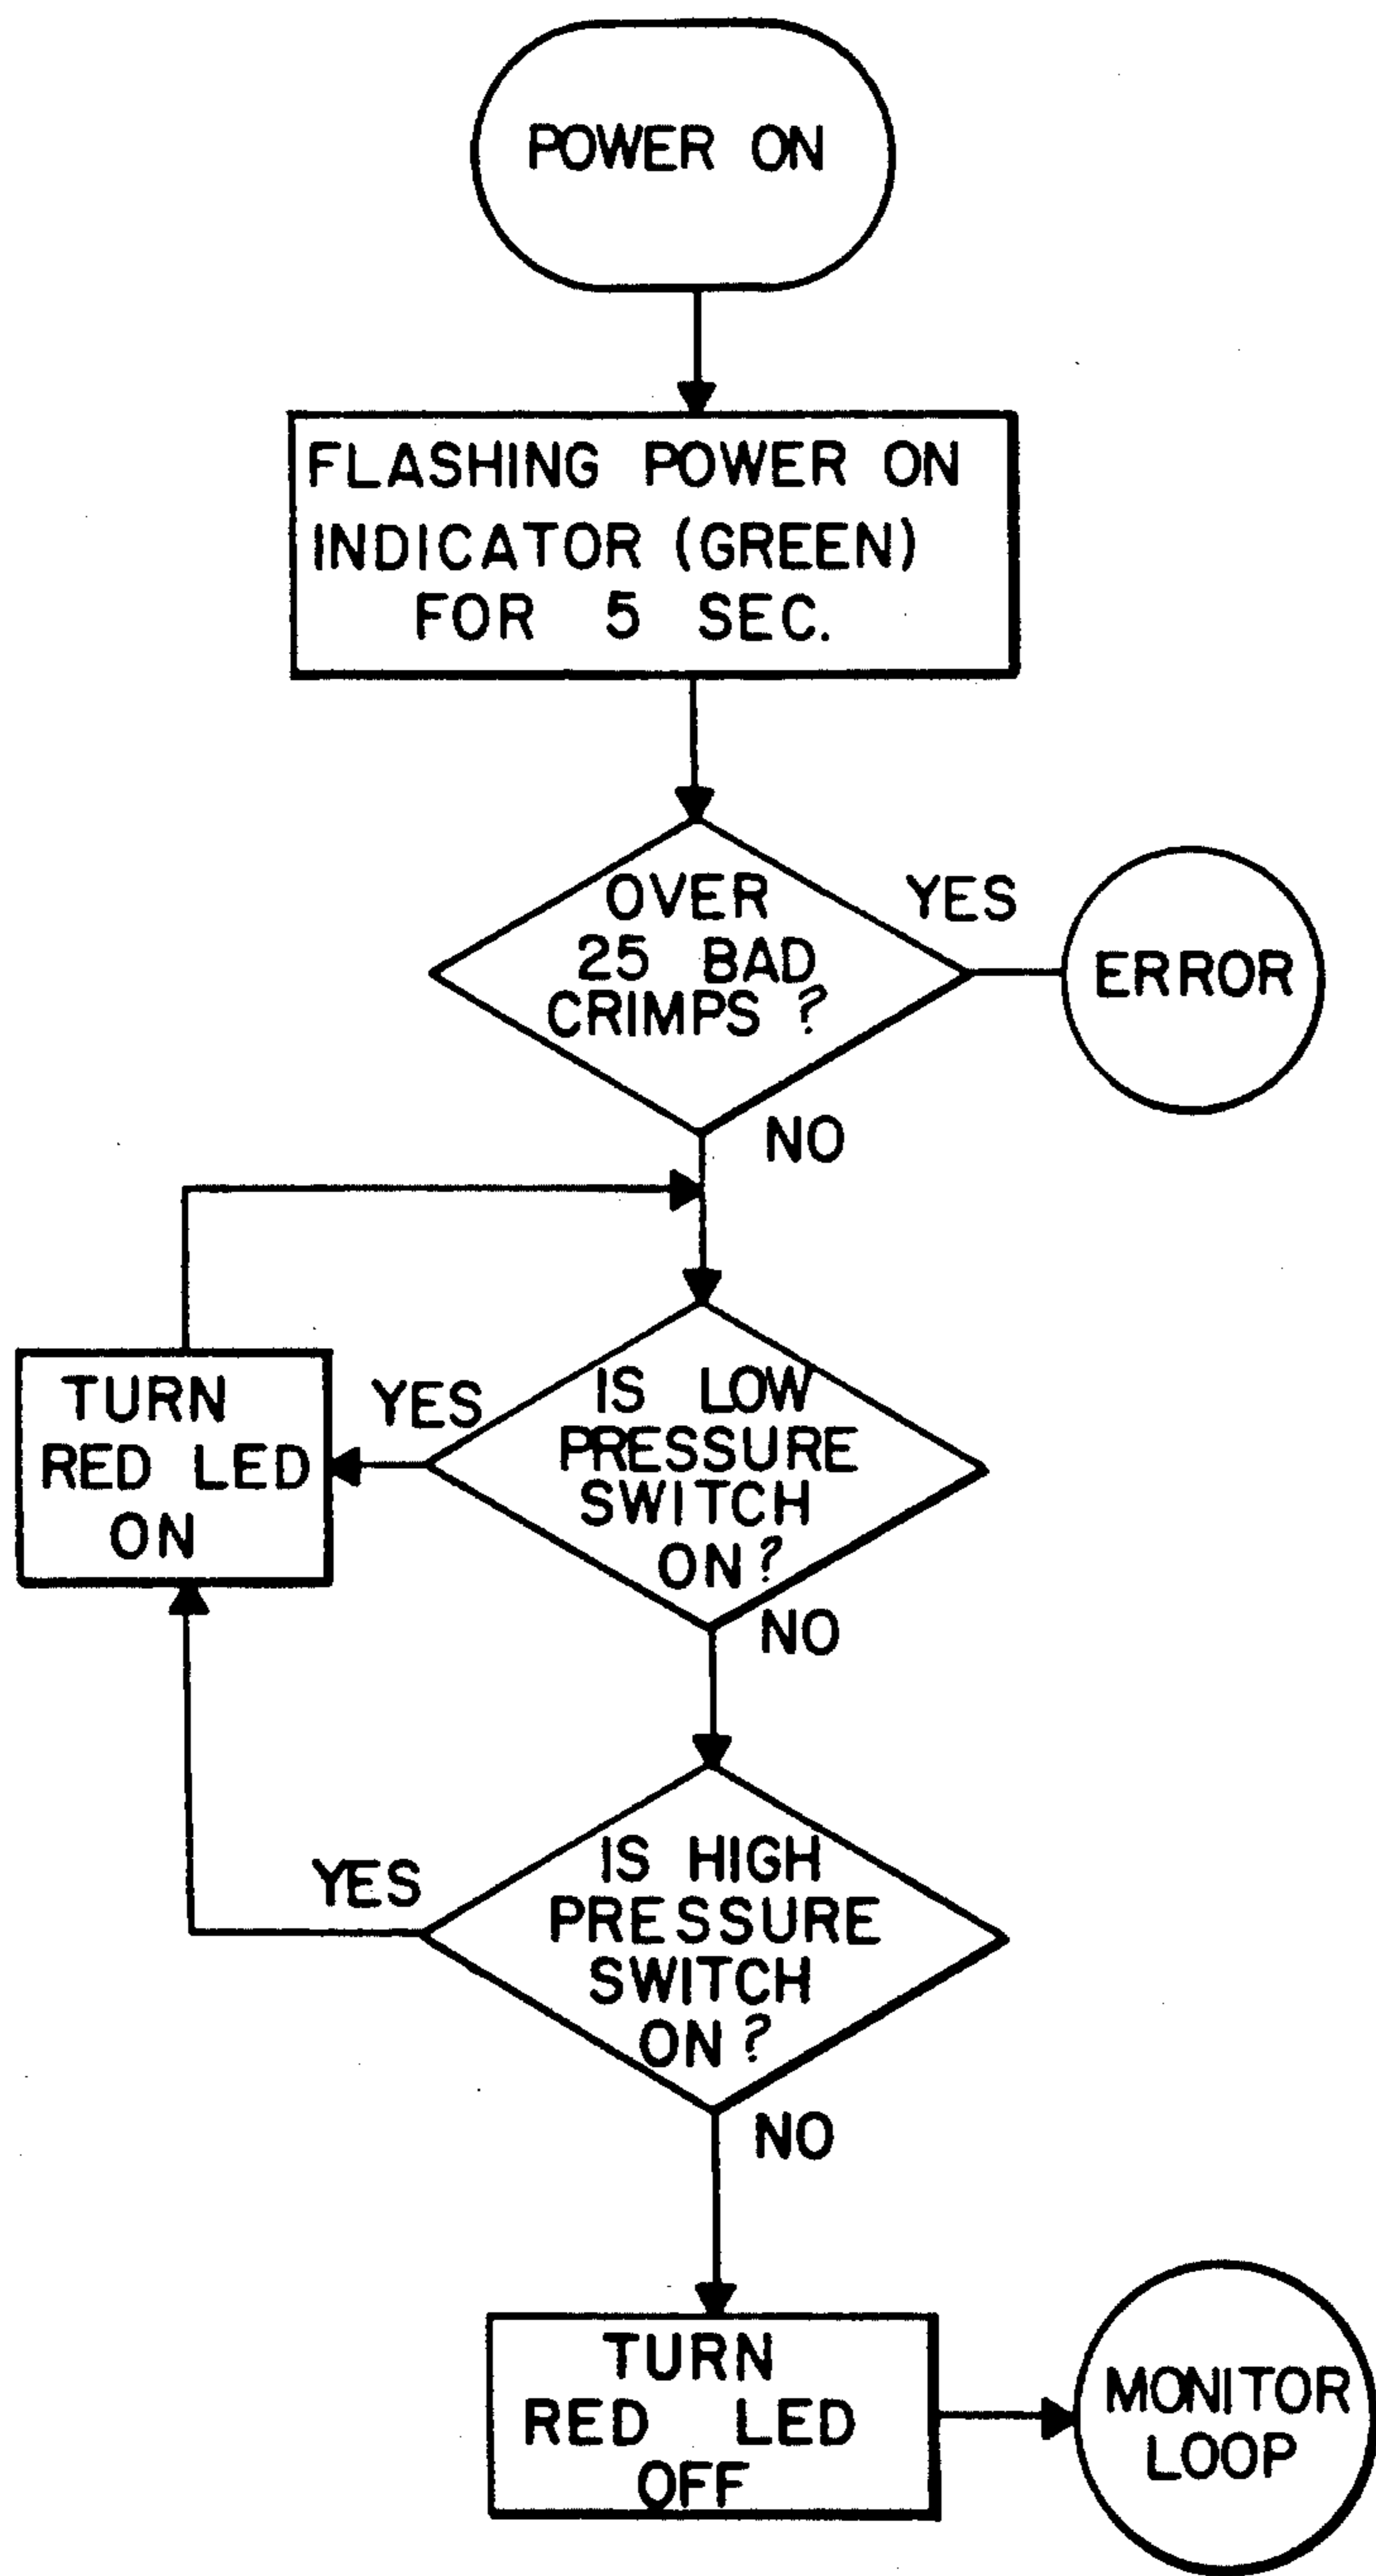 POWER ON
FLASHING POWER ON
INDICATOR (GREEN)
FOR 5 SEC.
OVER
25 BAD
CRIMPS ?
YES
ERROR
NO
TURN
RED LED
ON
YES
IS LOW
PRESSURE
SWITCH
ON?
NO
YES
IS HIGH
PRESSURE
SWITCH
ON?
NO
TURN
RED LED
OFF
MONITOR
LOOP